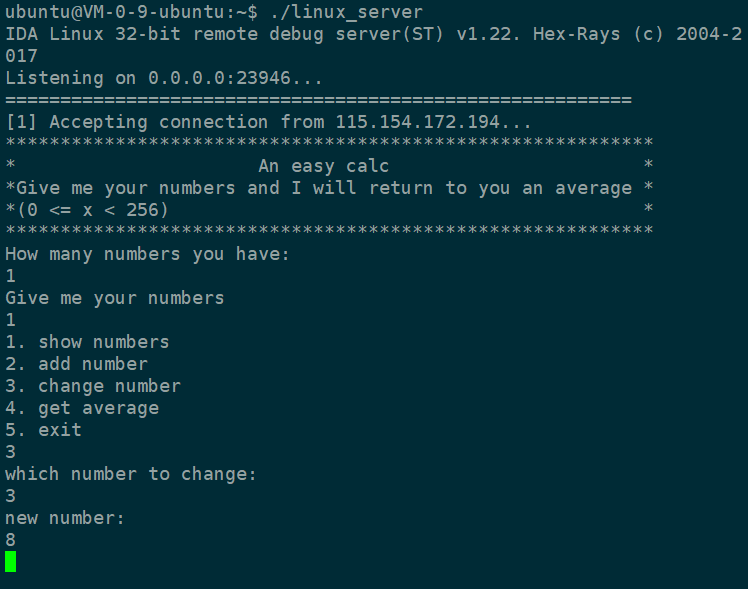 ubuntu@VM-0-9-ubuntu:~$ ./linux_server
IDA Linux 32-bit remote debug server(ST) v1.22. Hex-Rays (c) 2004-2
017
Listening on 0.0.0.0:23946...
=========================================================
[1] Accepting connection from 115.154.172.194...
***********************************************************
*                      An easy calc                       *
*Give me your numbers and I will return to you an average *
*(0 <= x < 256)                                           *
***********************************************************
How many numbers you have:
1
Give me your numbers
1
1. show numbers
2. add number
3. change number
4. get average
5. exit
3
which number to change:
3
new number:
8